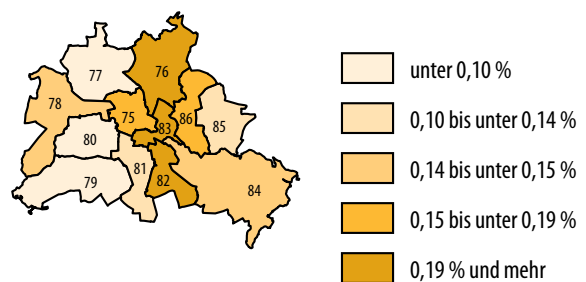 76
77
78
75
86
83
85
80
81
79
82
84
unter 0,10 %
0,10 bis unter 0,14 %
0,14 bis unter 0,15 %
0,15 bis unter 0,19 %
0,19 % und mehr